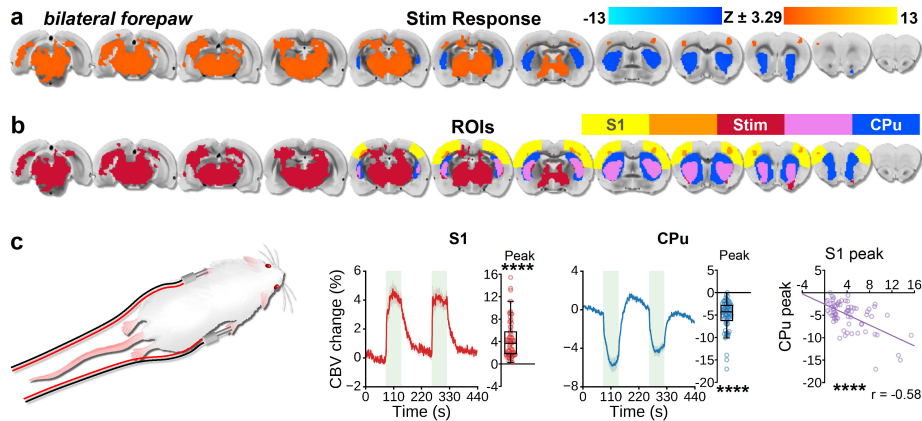 a bilateral forepaw Stim Response -13 Z ± 3.29 13
b ROIs S1 Stim CPu
c S1 CPu S1 peak
Peak Peak
**** -4 0 4 8 12 16
CBV change (%)
6
4
2
0
−2
16
12
8
4
0
-4
4
0
−4
−8
5
0
-5
-10
-15
-20
****
CPu peak
5
0
-5
-10
-15
-20
****
r = -0.58
0 110 220 330 440
Time (s)
0 110 220 330 440
Time (s)